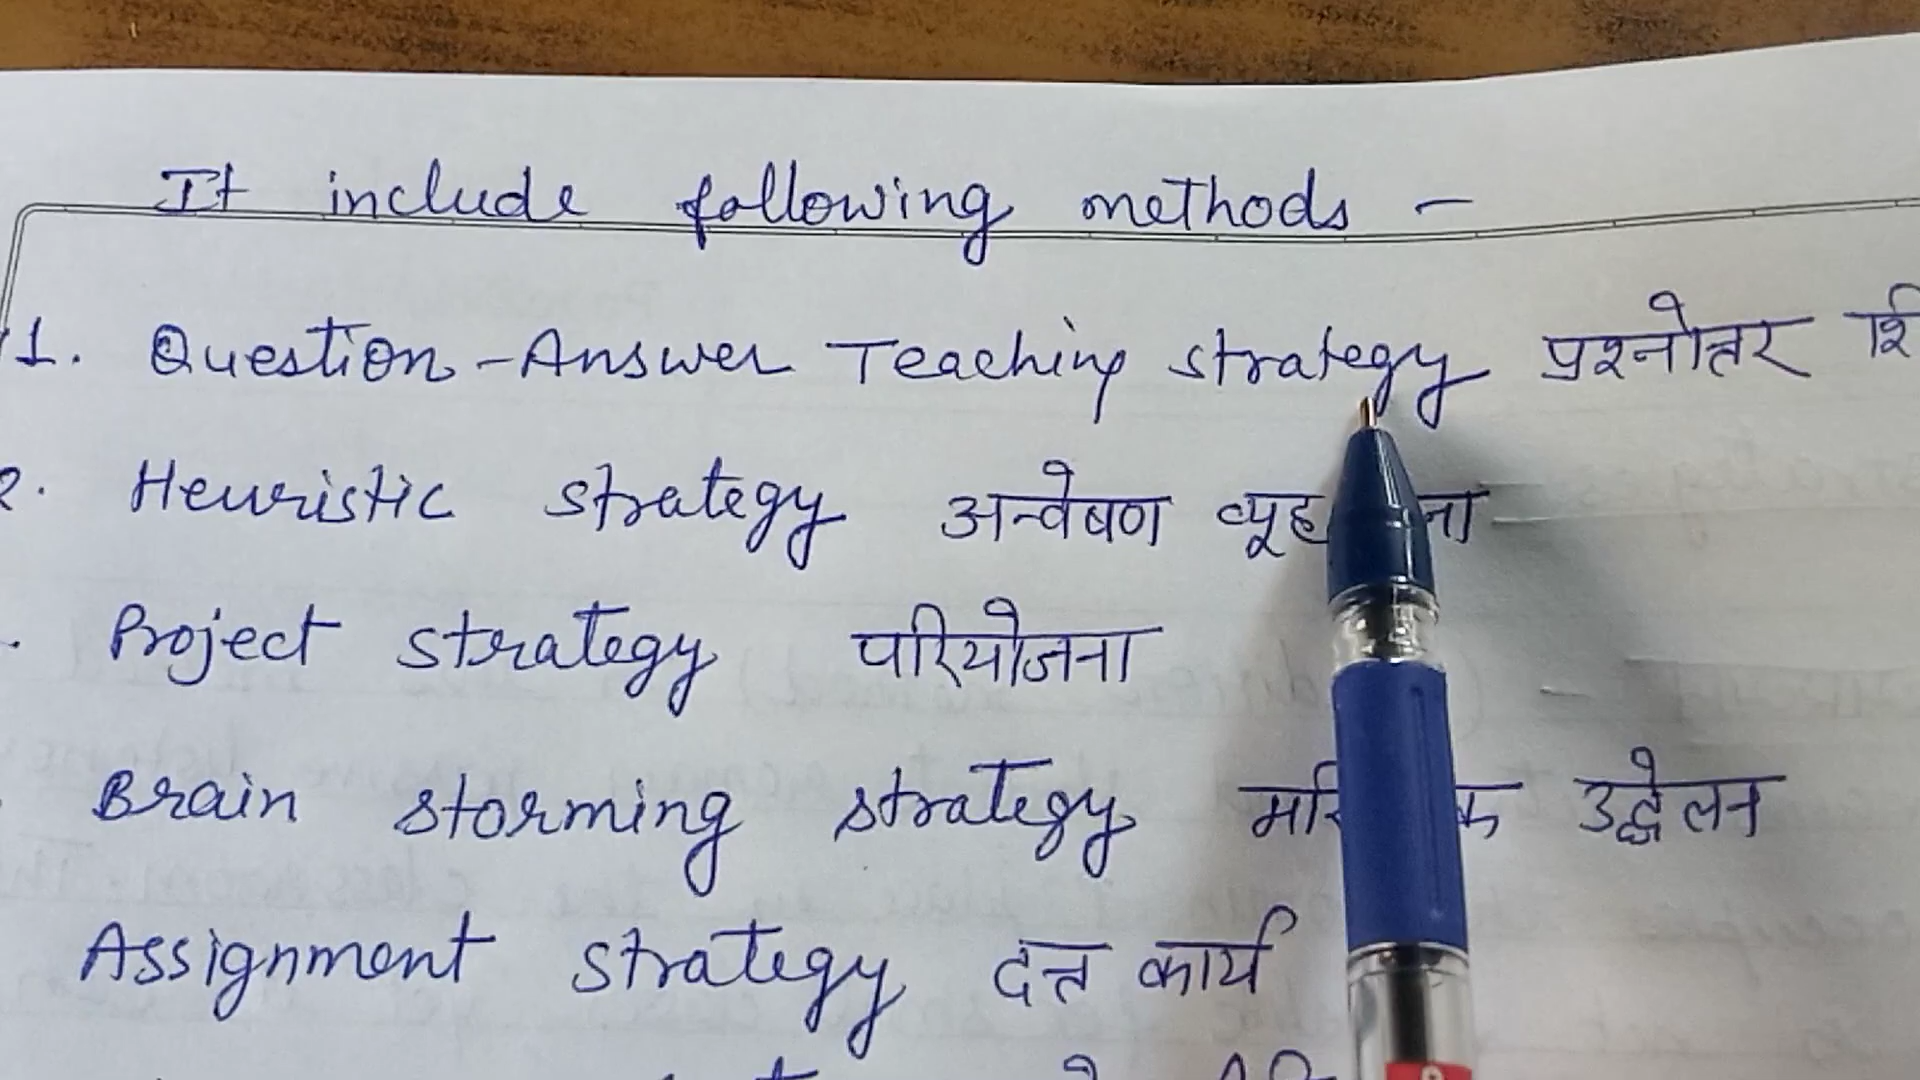 It include following methods -
1. Question-Answer Teaching strategy प्रश्नोत्तर
2. Heuristic strategy अन्वेषण
Project strategy परियोजना
Brain storming strategy उद्वेलन
Assignment strategy दत्त कार्य